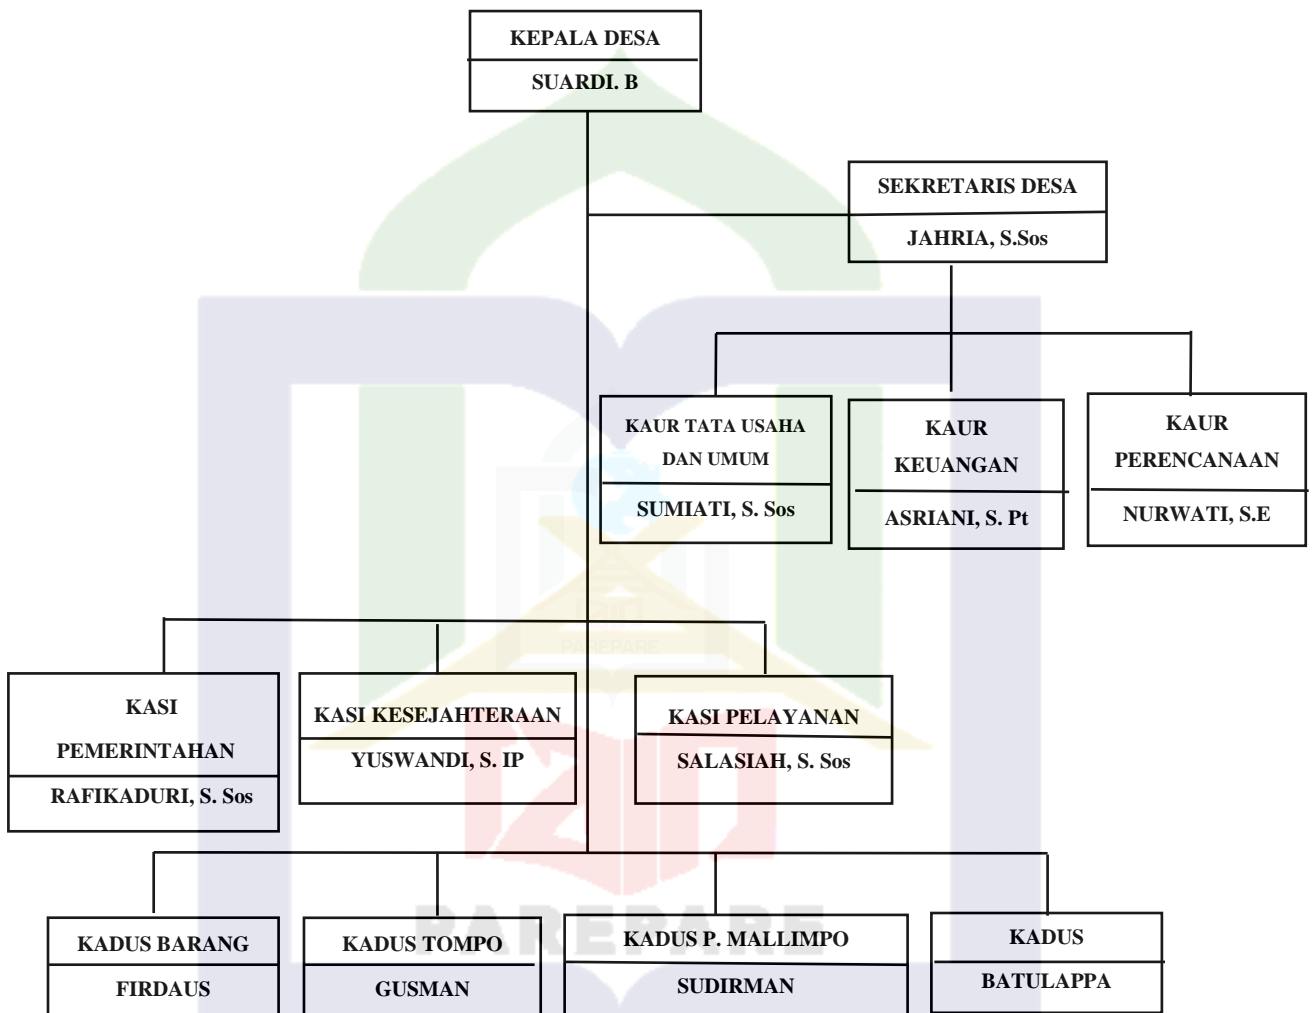 KEPALA DESA
SUARDI. B
SEKRETARIS DESA
JAHRIA, S.Sos
KAUR TATA USAHA
DAN UMUM
SUMIATI, S. Sos
KAUR
KEUANGAN
ASRIANI, S. Pt
KAUR
PERENCANAAN
NURWATI, S.E
PAREPARE
KASI
PEMERINTAHAN
RAFIKADURI, S. Sos
KASI KESEJAHTERAAN
YUSWANDI, S. IP
KASI PELAYANAN
SALASIAH, S. Sos
PAREPARE
KADUS BARANG
FIRDAUS
KADUS TOMPO
GUSMAN
KADUS P. MALLIMPO
SUDIRMAN
KADUS
BATULAPPA